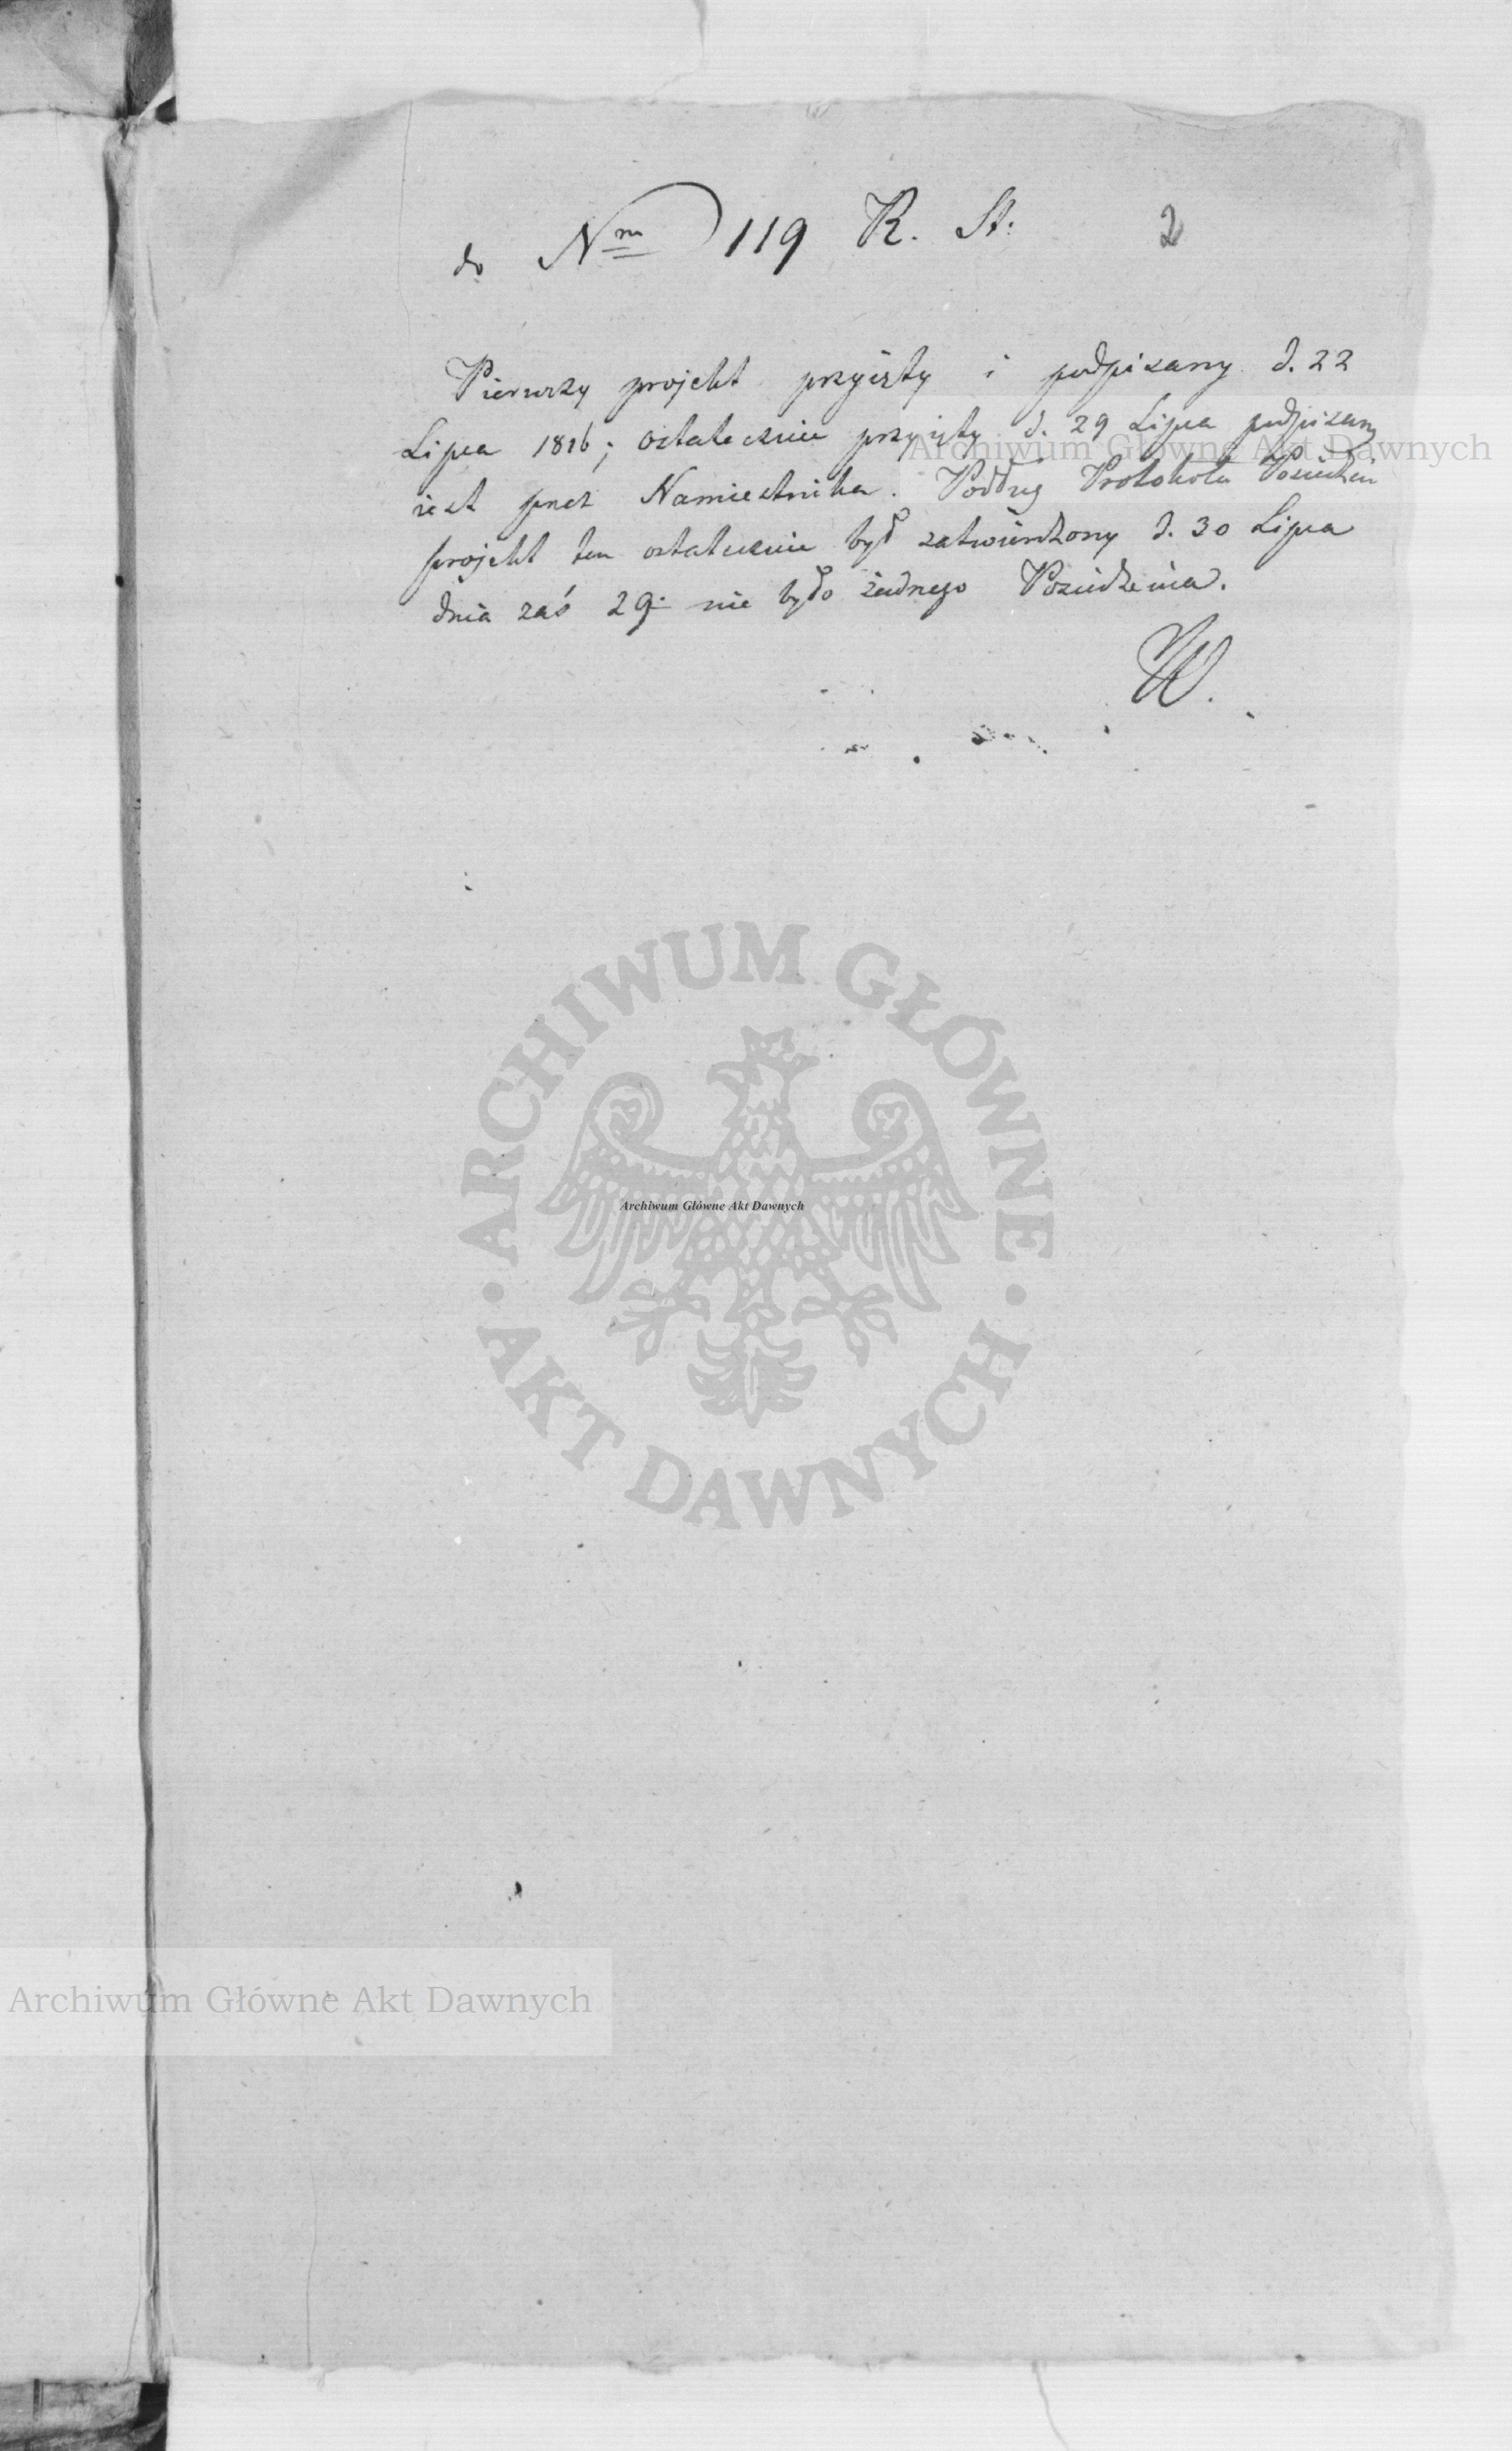 do Nrm 119 R. St. 2
Pierwszy projekt przyięty i podpisany d. 22
Lipca 1816; ostatecznie przyięty d. 29 Lipca podpisany
iest przez Namiestnika. Podług Protokołu Posiedzeń
projekt ten ostatecznie był zatwierdzony d. 30 Lipca
dnia zaś 29. nie było żadnego Posiedzenia.
W.
Archiwum Główne Akt Dawnych
ARCHIWUM GŁÓWNE
Archiwum Główne Akt Dawnych
AKT DAWNYCH
Archiwum Główne Akt Dawnych